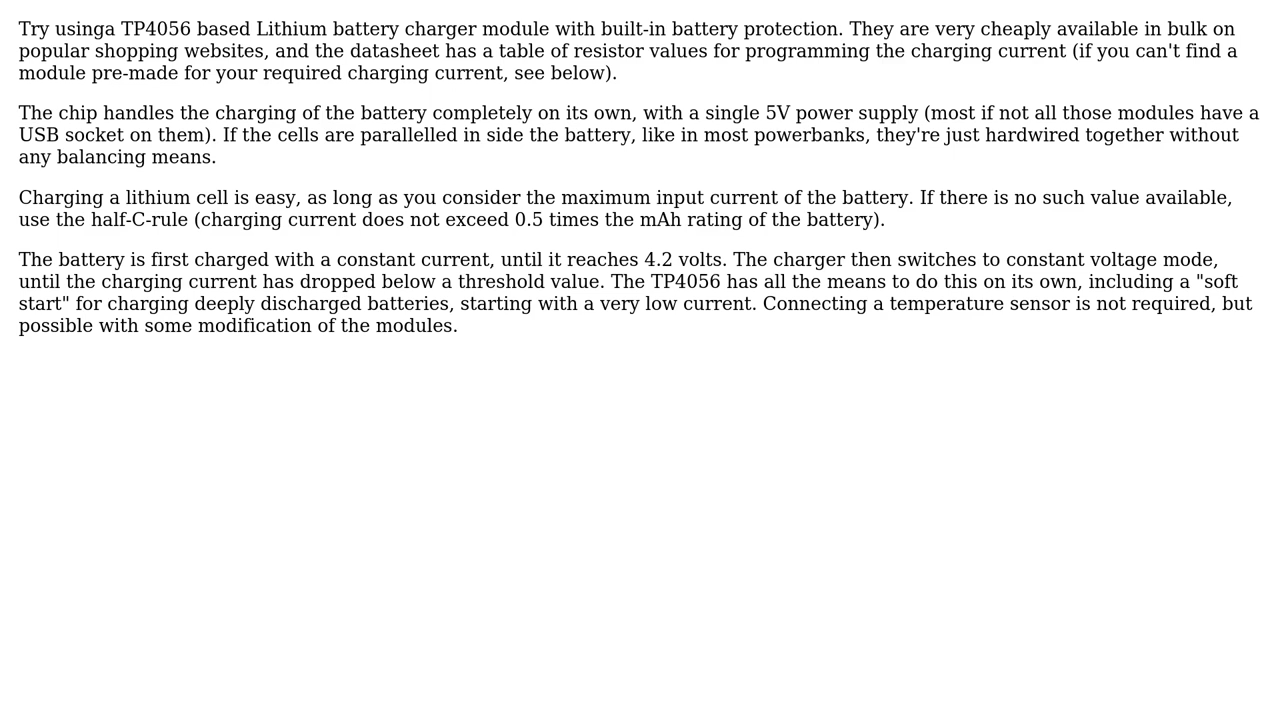 Try usinga TP4056 based Lithium battery charger module with built-in battery protection. They are very cheaply available in bulk on
popular shopping websites, and the datasheet has a table of resistor values for programming the charging current (if you can't find a
module pre-made for your required charging current, see below).
The chip handles the charging of the battery completely on its own, with a single 5V power supply (most if not all those modules have a
USB socket on them). If the cells are parallelled in side the battery, like in most powerbanks, they're just hardwired together without
any balancing means.
Charging a lithium cell is easy, as long as you consider the maximum input current of the battery. If there is no such value available,
use the half-C-rule (charging current does not exceed 0.5 times the mAh rating of the battery).
The battery is first charged with a constant current, until it reaches 4.2 volts. The charger then switches to constant voltage mode,
until the charging current has dropped below a threshold value. The TP4056 has all the means to do this on its own, including a "soft
start" for charging deeply discharged batteries, starting with a very low current. Connecting a temperature sensor is not required, but
possible with some modification of the modules.